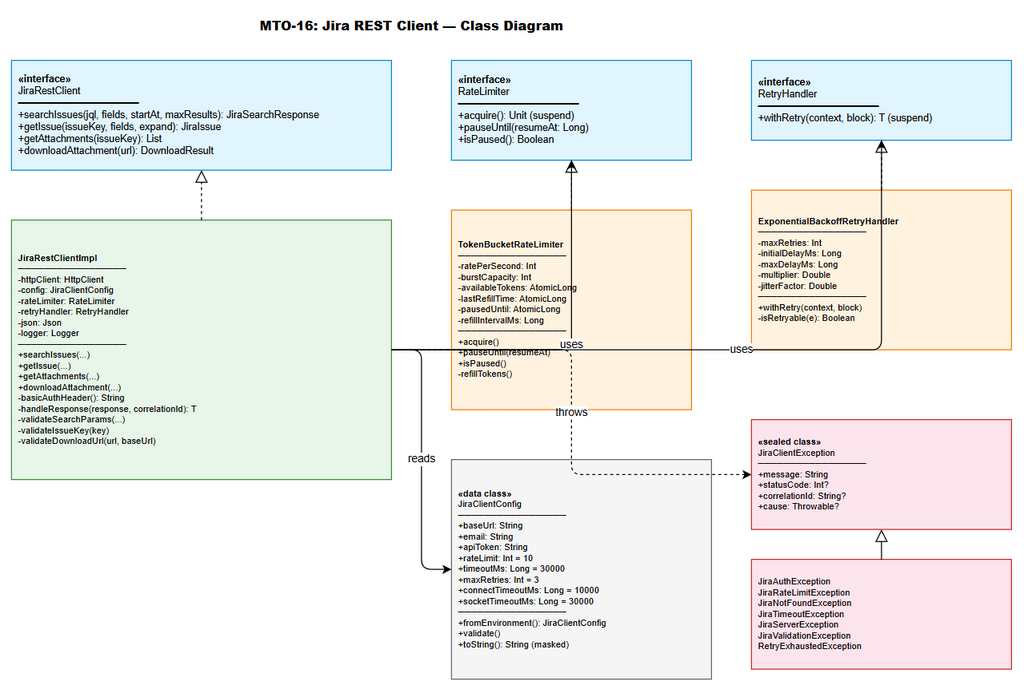 MTO-16: Jira REST Client — Class Diagram
«interface»
JiraRestClient
+searchIssues(jql, fields, startAt, maxResults): JiraSearchResponse
+getIssue(issueKey, fields, expand): JiraIssue
+getAttachments(issueKey): List
+downloadAttachment(url): DownloadResult
«interface»
RateLimiter
+acquire(): Unit (suspend)
+pauseUntil(resumeAt: Long)
+isPaused(): Boolean
«interface»
RetryHandler
+withRetry(context, block): T (suspend)
JiraRestClientImpl
-httpClient: HttpClient
-config: JiraClientConfig
-rateLimiter: RateLimiter
-retryHandler: RetryHandler
-json: Json
-logger: Logger
+searchIssues(...)
+getIssue(...)
+getAttachments(...)
+downloadAttachment(...)
-basicAuthHeader(): String
-handleResponse(response, correlationId): T
-validateSearchParams(...)
-validateIssueKey(key)
-validateDownloadUrl(url, baseUrl)
TokenBucketRateLimiter
-ratePerSecond: Int
-burstCapacity: Int
-availableTokens: AtomicLong
-lastRefillTime: AtomicLong
-pausedUntil: AtomicLong
-refillIntervalMs: Long
+acquire()
+pauseUntil(resumeAt)
+isPaused()
-refillTokens()
ExponentialBackoffRetryHandler
-maxRetries: Int
-initialDelayMs: Long
-maxDelayMs: Long
-multiplier: Double
-jitterFactor: Double
+withRetry(context, block)
-isRetryable(e): Boolean
uses
uses
throws
reads
«data class»
JiraClientConfig
+baseUrl: String
+email: String
+apiToken: String
+rateLimit: Int = 10
+timeoutMs: Long = 30000
+maxRetries: Int = 3
+connectTimeoutMs: Long = 10000
+socketTimeoutMs: Long = 30000
+fromEnvironment(): JiraClientConfig
+validate()
+toString(): String (masked)
«sealed class»
JiraClientException
+message: String
+statusCode: Int?
+correlationId: String?
+cause: Throwable?
JiraAuthException
JiraRateLimitException
JiraNotFoundException
JiraTimeoutException
JiraServerException
JiraValidationException
RetryExhaustedException